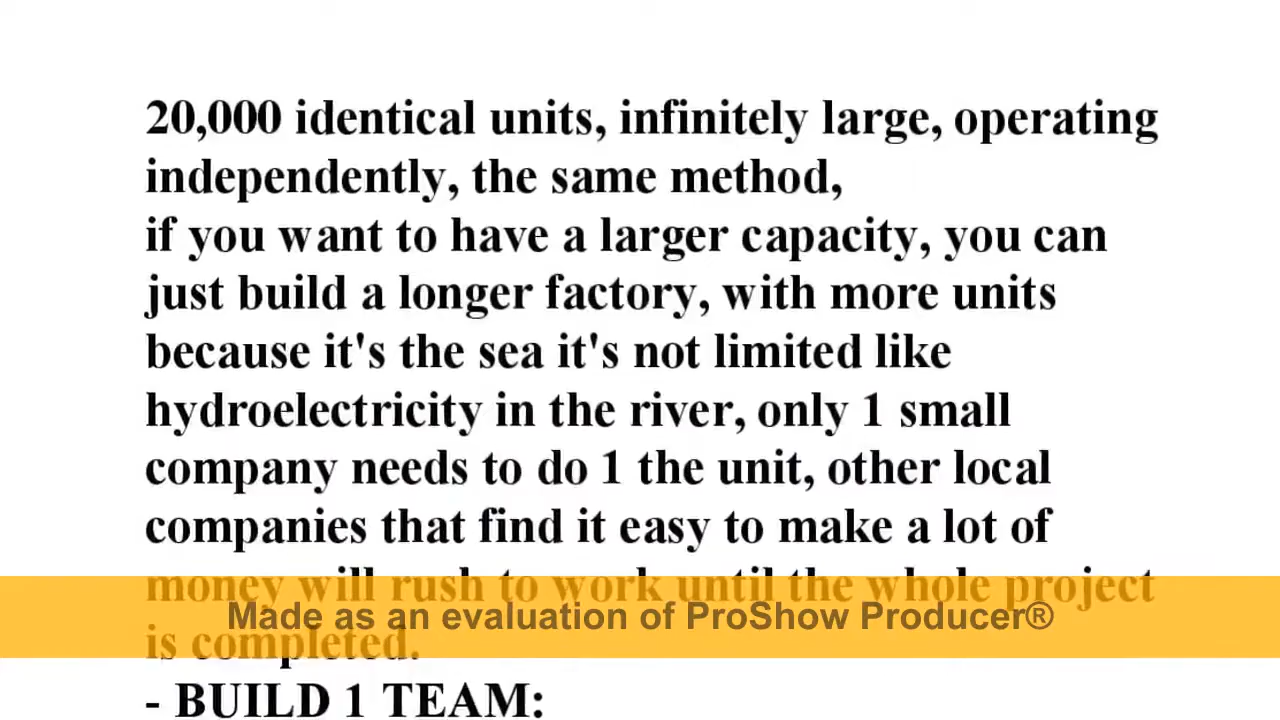 20,000 identical units, infinitely large, operating
independently, the same method,
if you want to have a larger capacity, you can
just build a longer factory, with more units
because it's the sea it's not limited like
hydroelectricity in the river, only 1 small
company needs to do 1 the unit, other local
companies that find it easy to make a lot of
money will rush to work until the whole project
Made as an evaluation of ProShow Producer®
is completed.
- BUILD 1 TEAM: